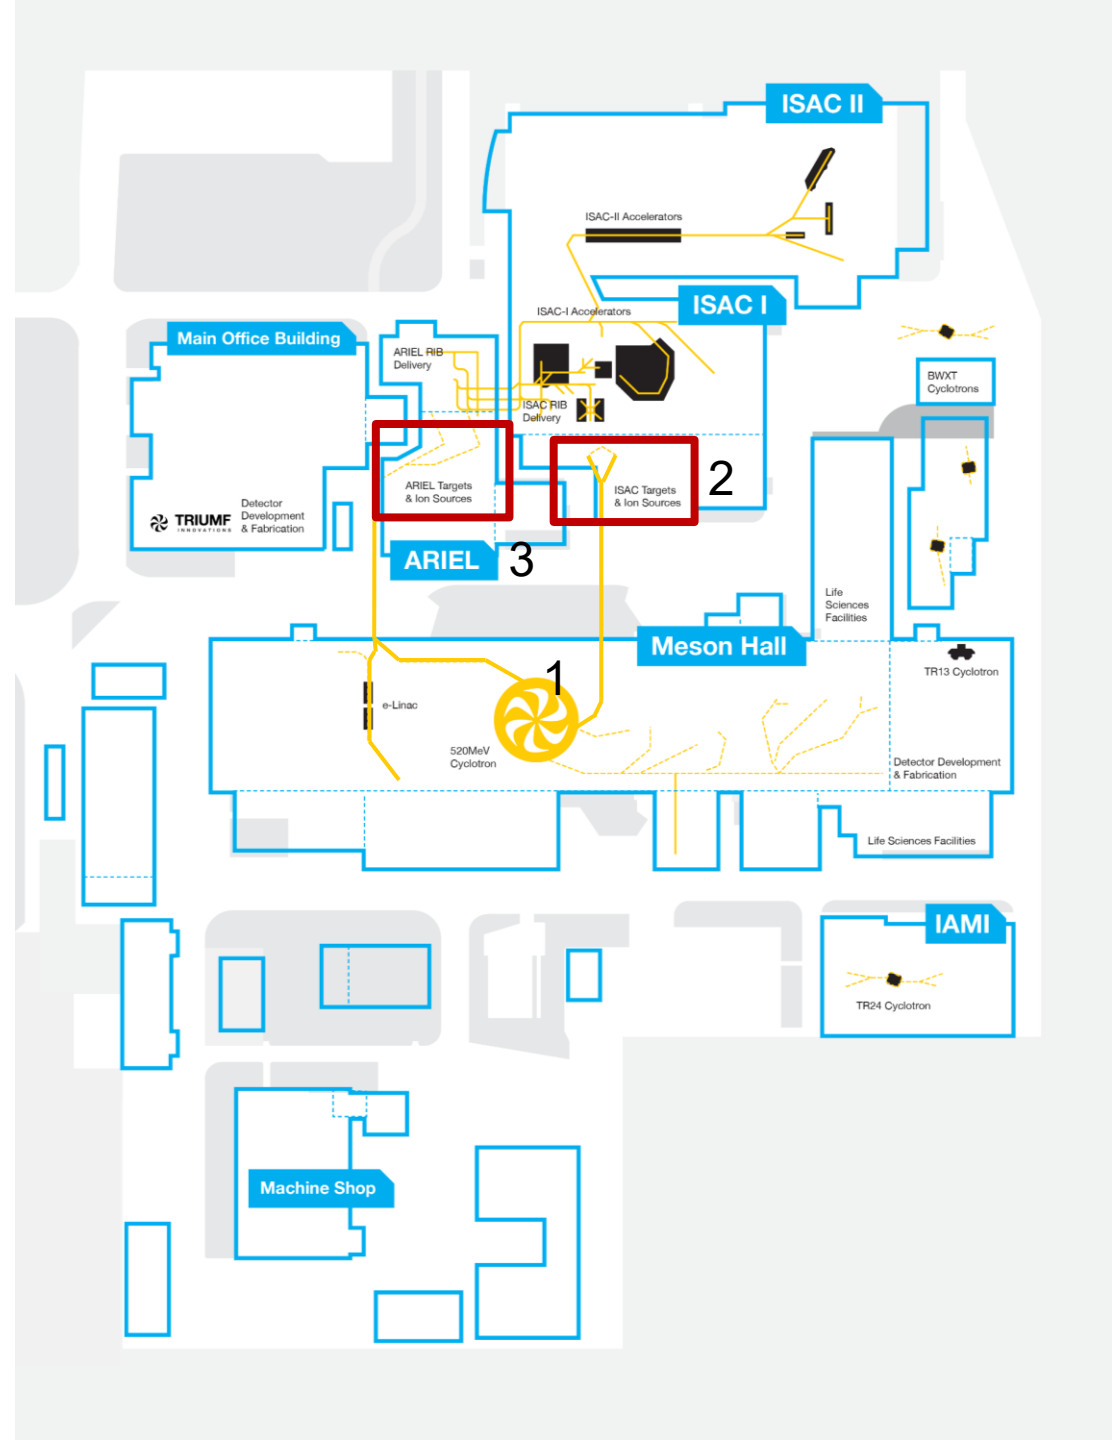 ISAC II
ISAC-II Accelerators
ISAC I
ISAC-I Accelerators
Main Office Building
ARIEL RIB
Delivery
BWXT
Cyclotrons
ISAC RIB
Delivery
2
ARIEL Targets
& Ion Sources
ISAC Targets
& Ion Sources
TRIUMF
INNOVATIONS
Detector
Development
& Fabrication
ARIEL
3
Life
Sciences
Facilities
Meson Hall
1
TR13 Cyclotron
e-Linac
520MeV
Cyclotron
Detector Development
& Fabrication
Life Sciences Facilities
IAMI
TR24 Cyclotron
Machine Shop